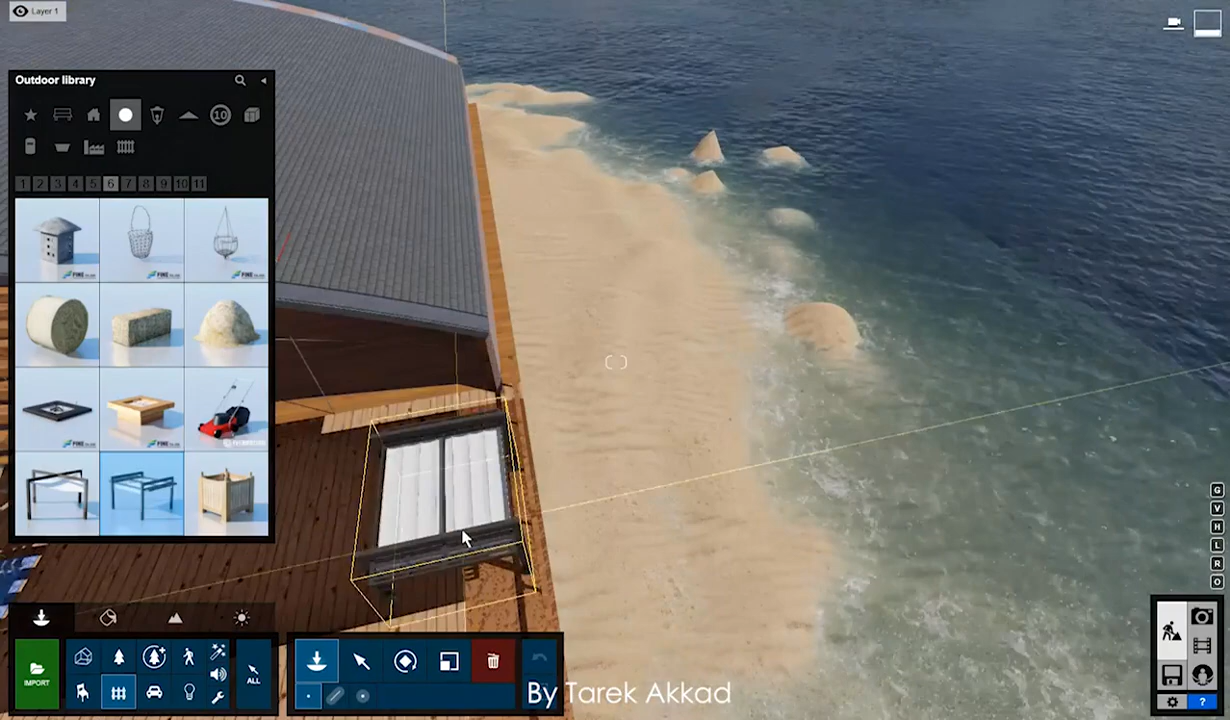 Layer 1
Outdoor library
10
1 2 3 4 5 6 7 8 9 10 11
G
V
H
L
R
O
IMPORT
ALL
?
By Tarek Akkad